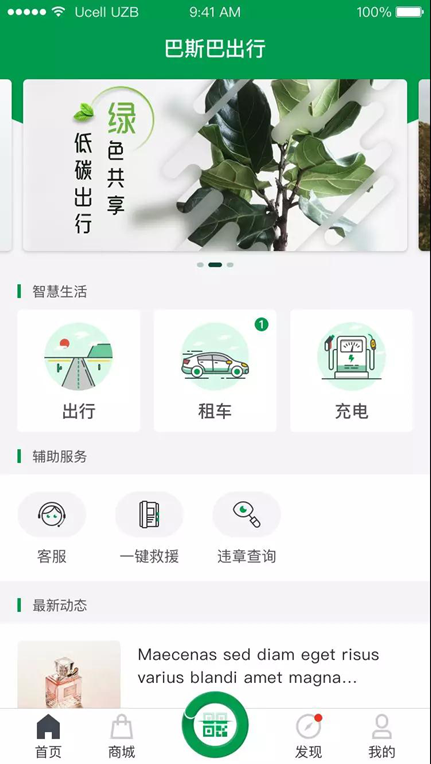 Ucell UZB 9:41 AM 100%
巴斯巴出行
绿色共享
低碳出行
智慧生活
1
出行 租车 充电
辅助服务
客服 一键救援 违章查询
最新动态
Maecenas sed diam eget risus
varius blandi amet magna...
首页 商城 发现 我的